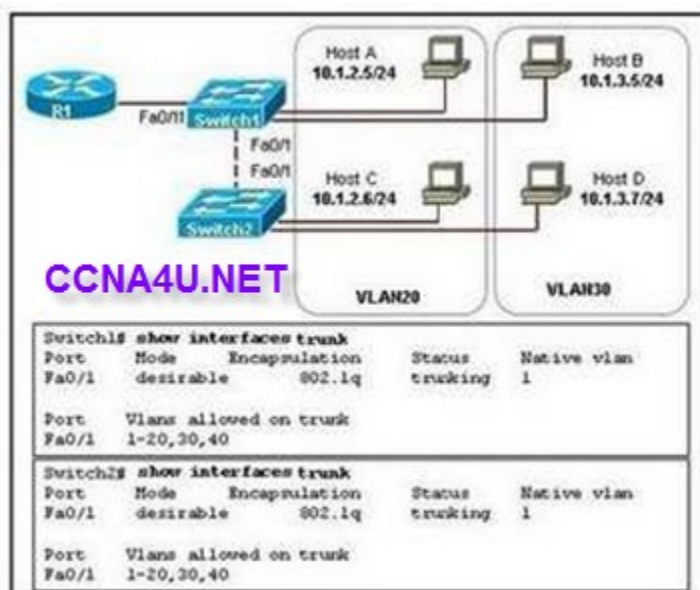 Host A
10.1.2.5/24
Host B
10.1.3.5/24
R1
Fa0/11
Switch1
Fa0/1
Fa0/1
Host C
10.1.2.6/24
Host D
10.1.3.7/24
Switch2
CCNA4U.NET
VLAN20
VLAN30
Switch1# show interfaces trunk
Port Mode Encapsulation Status Native vlan
Fa0/1 desirable 802.1q trunking 1
Port Vlans allowed on trunk
Fa0/1 1-20,30,40
Switch2# show interfaces trunk
Port Mode Encapsulation Status Native vlan
Fa0/1 desirable 802.1q trunking 1
Port Vlans allowed on trunk
Fa0/1 1-20,30,40